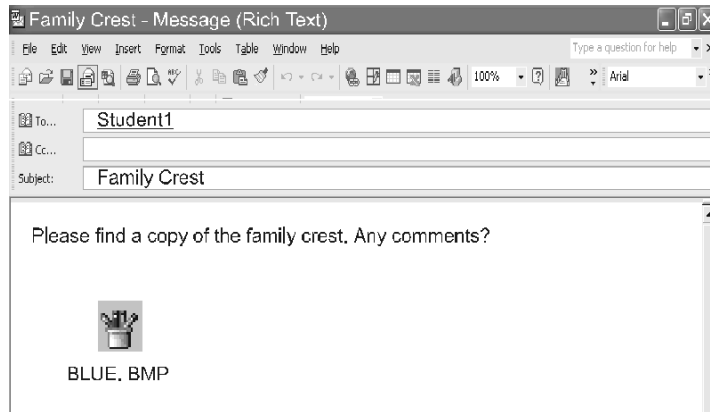 Family Crest - Message (Rich Text)
File Edit View Insert Format Tools Table Window Help Type a question for help
100% Arial
To... Student1
Cc...
Subject: Family Crest
Please find a copy of the family crest. Any comments?
BLUE. BMP